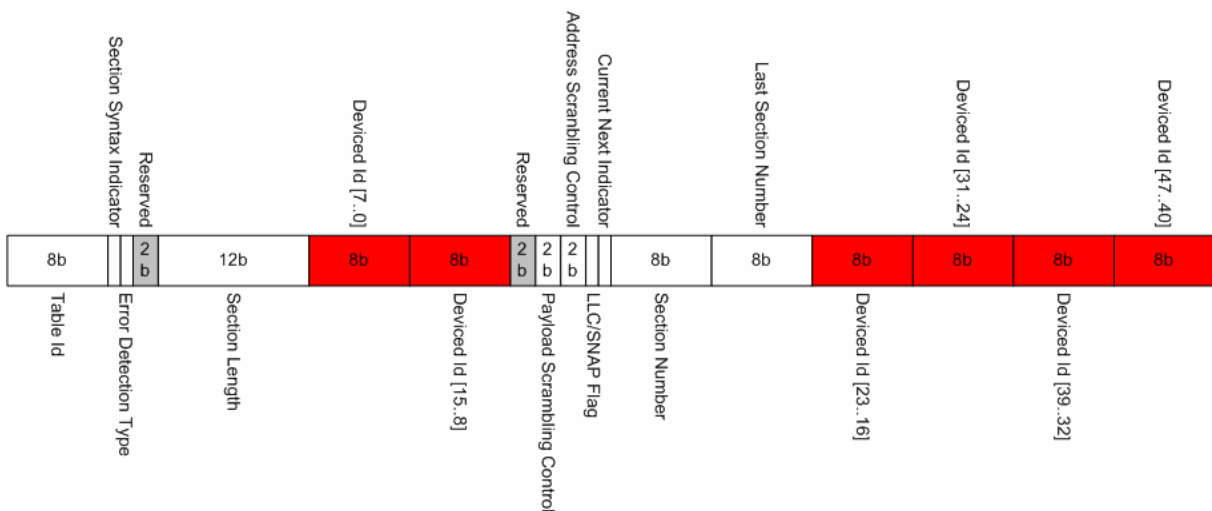 Section Syntax Indicator
Reserved
Deviced Id [7..0]
Reserved
Address Scranbling Control
Current Next Indicator
Last Section Number
Deviced Id [31..24]
Deviced Id [47..40]
8b
2
b
12b
8b
8b
2
b
2
b
2
b
8b
8b
8b
8b
8b
8b
Table Id
Error Detection Type
Section Length
Deviced Id [15..8]
Payload Scrambling Control
LLC/SNAP Flag
Section Number
Deviced Id [23..16]
Deviced Id [39..32]